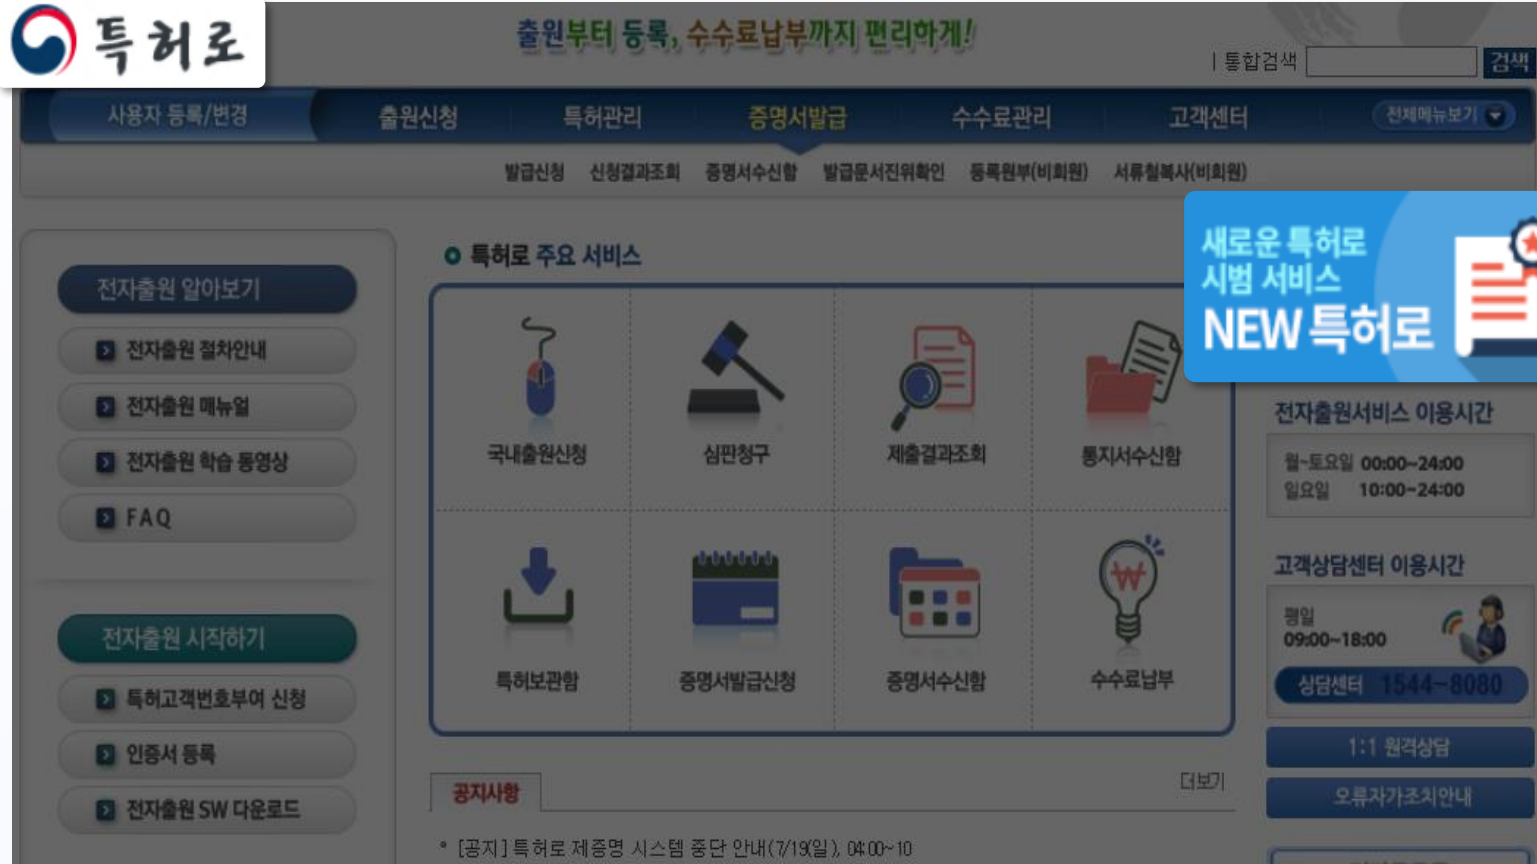 특허로
출원부터 등록, 수수료납부까지 편리하게!
| 통합검색 검색
사용자 등록/변경 출원신청 특허관리 증명서발급 수수료관리 고객센터 전체메뉴보기
발급신청 신청결과조회 증명서수신함 발급문서진위확인 등록원부(비회원) 서류철복사(비회원)
전자출원 알아보기
전자출원 절차안내
전자출원 매뉴얼
전자출원 학습 동영상
FAQ
전자출원 시작하기
특허고객번호부여 신청
인증서 등록
전자출원 SW 다운로드
특허로 주요 서비스
국내출원신청 심판청구 제출결과조회 통지서수신함
특허보관함 증명서발급신청 증명서수신함 수수료납부
공지사항 더보기
* [공지] 특허로 제증명 시스템 중단 안내(7/19(일), 04:00~10
새로운 특허로
시범 서비스
NEW 특허로
전자출원서비스 이용시간
월~토요일 00:00~24:00
일요일 10:00~24:00
고객상담센터 이용시간
평일
09:00~18:00
상담센터 1544-8080
1:1 원격상담
오류자가조치안내